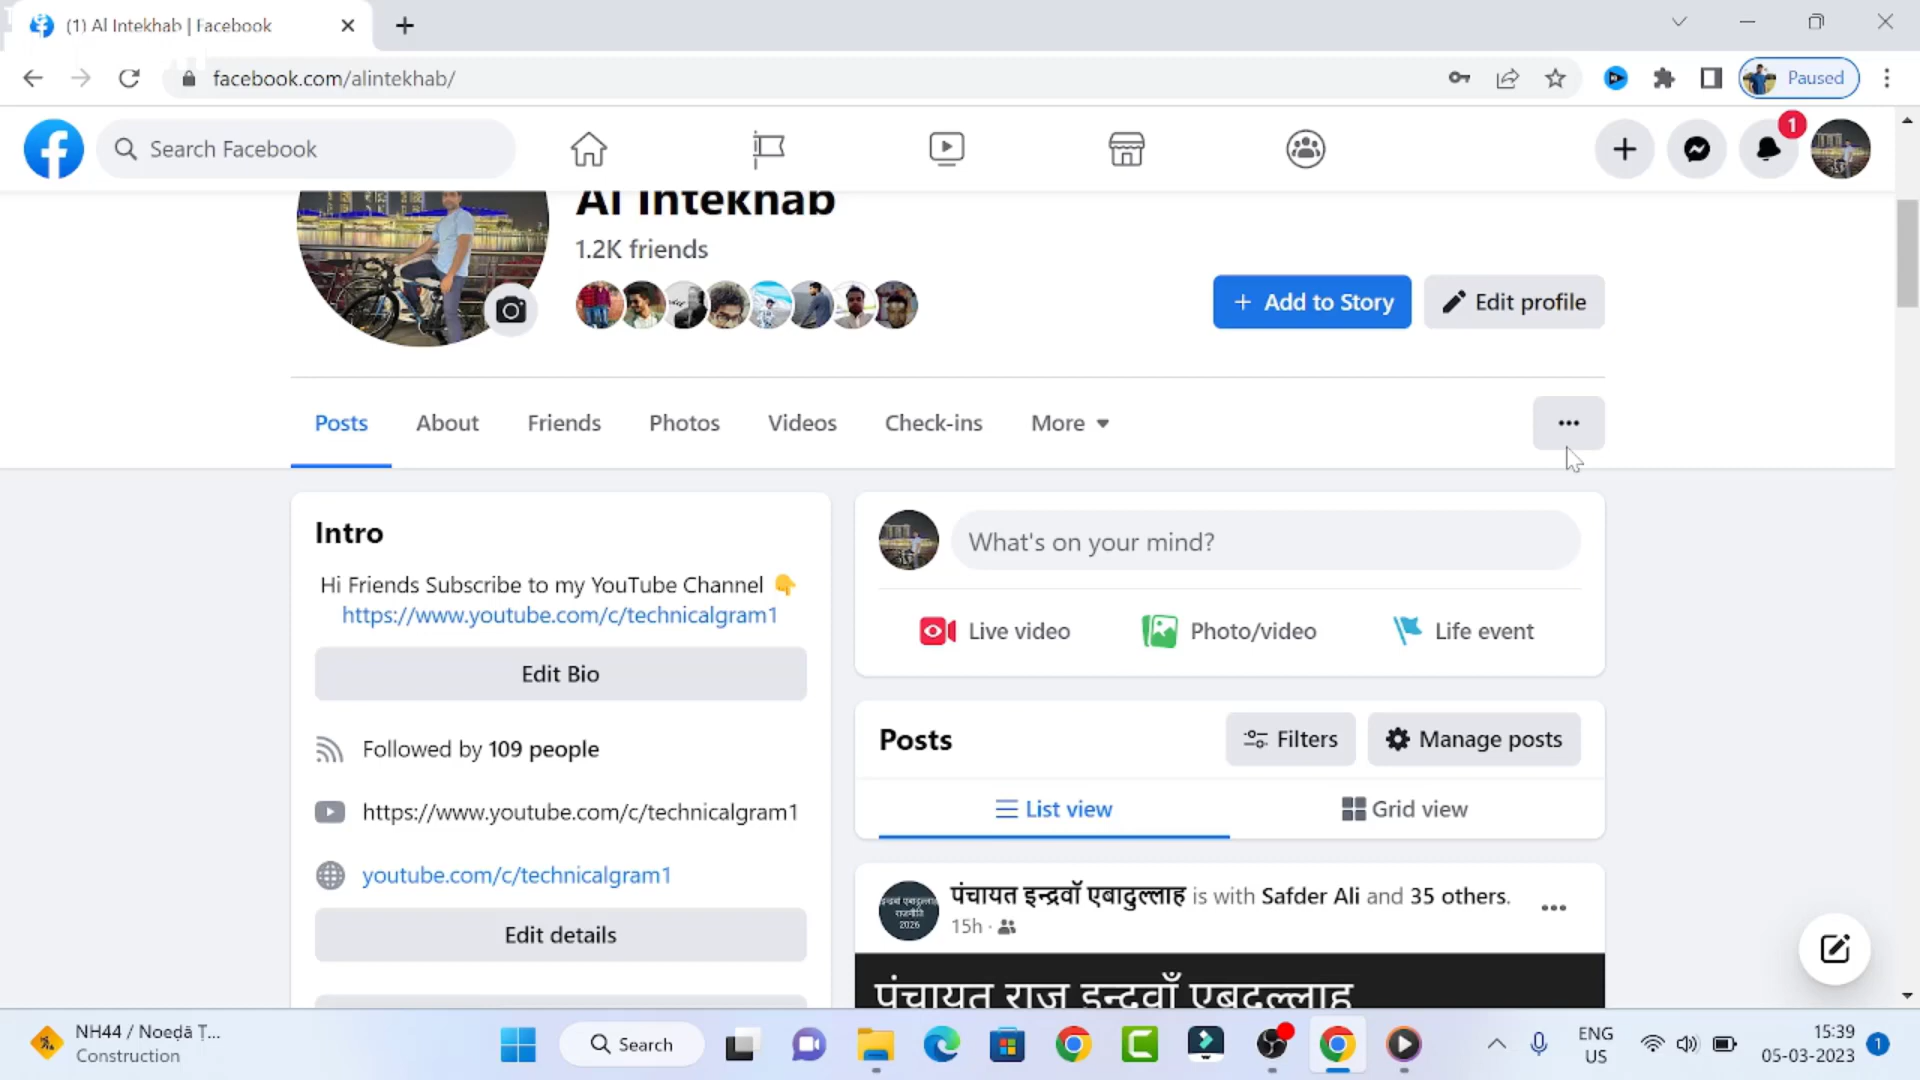 (1) Al Intekhab | Facebook
facebook.com/alintekhab/
Paused
Search Facebook
1
Al Intekhab
1.2K friends
+ Add to Story
Edit profile
Posts
About
Friends
Photos
Videos
Check-ins
More
Intro
Hi Friends Subscribe to my YouTube Channel 👇
https://www.youtube.com/c/technicalgram1
Edit Bio
Followed by 109 people
https://www.youtube.com/c/technicalgram1
youtube.com/c/technicalgram1
Edit details
What's on your mind?
Live video
Photo/video
Life event
Posts
Filters
Manage posts
List view
Grid view
पंचायत इन्द्रवाँ एबादुल्लाह is with Safder Ali and 35 others.
15h ·
पंचायत राज इन्दवाँ एबदुल्लाह
NH44 / Noeḍā Ṭ...
Construction
Search
ENG
US
15:39
05-03-2023
1